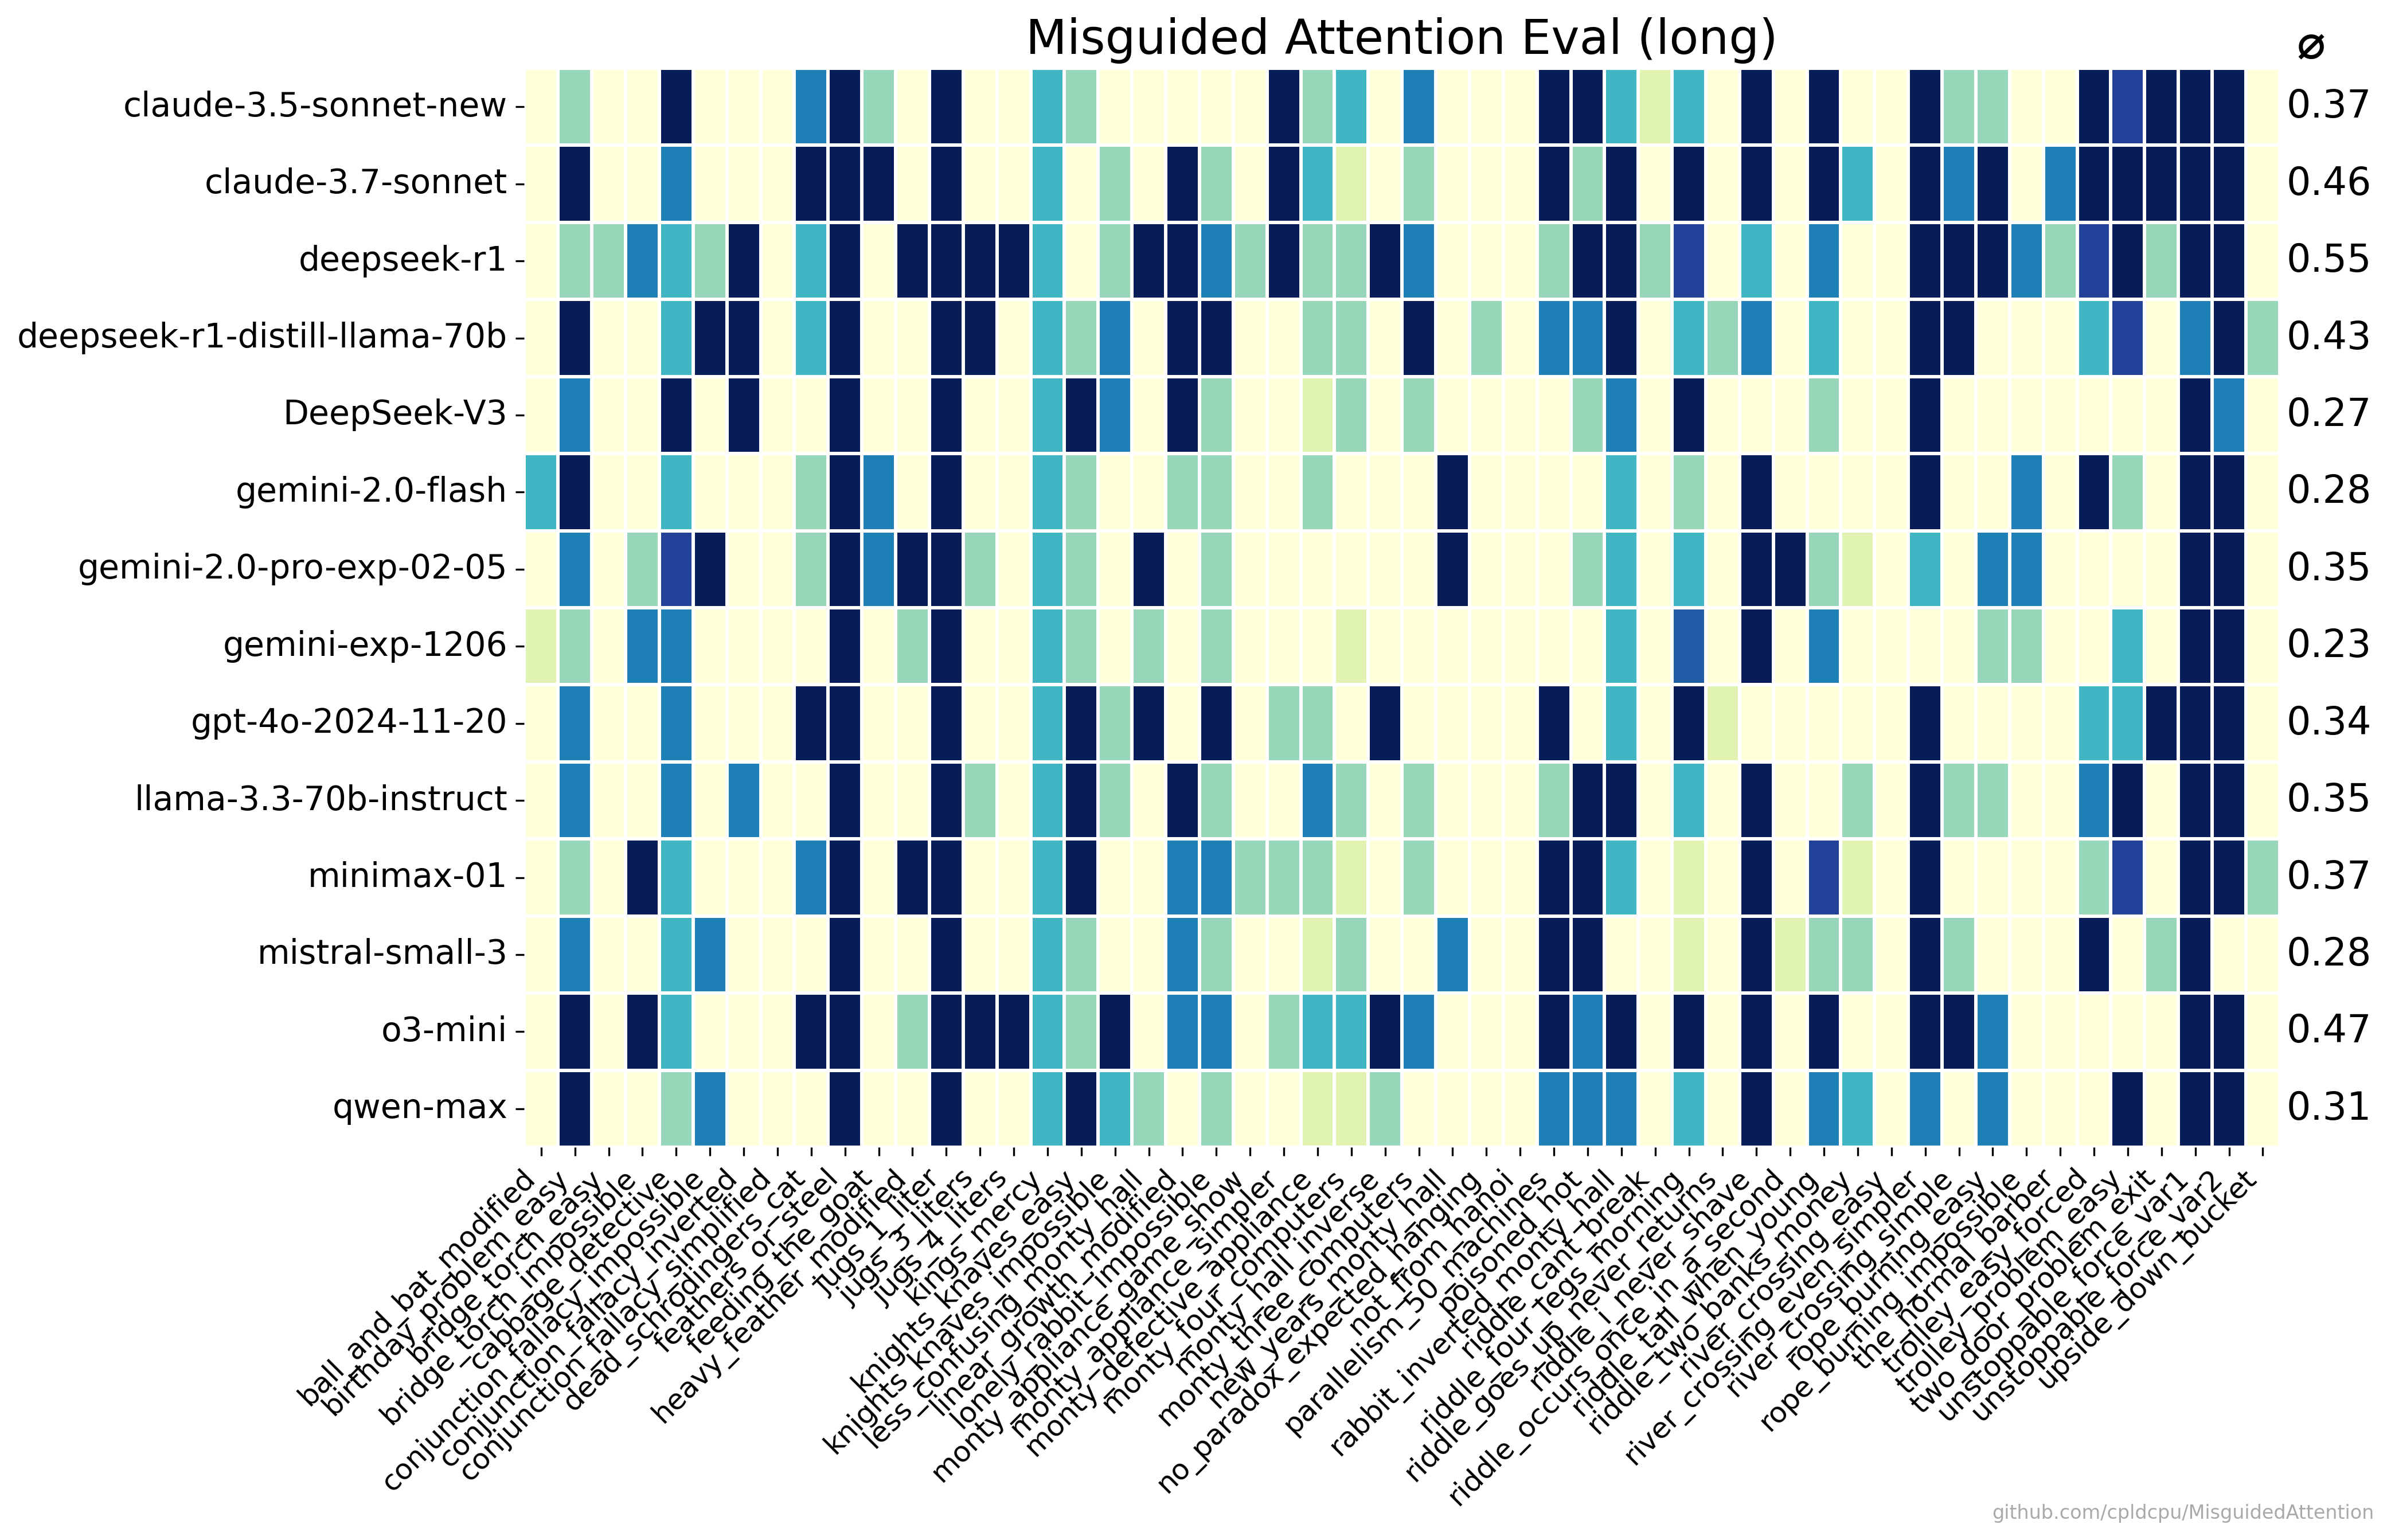 Misguided Attention Eval (long)
⌀
claude-3.5-sonnet-new 0.37
claude-3.7-sonnet 0.46
deepseek-r1 0.55
deepseek-r1-distill-llama-70b 0.43
DeepSeek-V3 0.27
gemini-2.0-flash 0.28
gemini-2.0-pro-exp-02-05 0.35
gemini-exp-1206 0.23
gpt-4o-2024-11-20 0.34
llama-3.3-70b-instruct 0.35
minimax-01 0.37
mistral-small-3 0.28
o3-mini 0.47
qwen-max 0.31
ball_and_bat_modified
birthday_problem_easy
bridge_torch_easy
bridge_torch_impossible
cabbage_detective
conjunction_fallacy_impossible
conjunction_fallacy_inverted
conjunction_fallacy_simplified
dead_schrodingers_cat
feathers_or_steel
feeding_the_goat
heavy_feather_modified
jugs_1_liter
jugs_3_liters
jugs_4_liters
kings_mercy
knights_knaves_easy
knights_knaves_impossible
less_confusing_monty_hall
linear_growth_modified
lonely_rabbit_impossible
monty_appliance_game_show
monty_appliance_simpler
monty_defective_appliance
monty_four_computers
monty_hall_inverse
monty_three_computers
new_years_monty_hall
no_paradox_expected_hanging
not_from_hanoi
parallelism_50_machines
poisoned_hot
rabbit_inverted_monty_hall
riddle_cant_break
riddle_four_legs_morning
riddle_goes_up_never_returns
riddle_i_never_shave
riddle_occurs_once_in_a_second
riddle_tall_when_young
riddle_two_banks_money
river_crossing_easy
river_crossing_even_simpler
river_crossing_simple
rope_burning_easy
rope_burning_impossible
the_normal_barber
trolley_easy_forced
trolley_problem_easy
two_door_problem_exit
unstoppable_force_var1
unstoppable_force_var2
upside_down_bucket
github.com/cpldcpu/MisguidedAttention